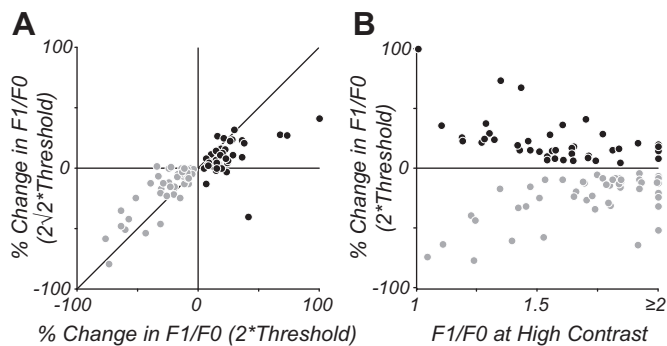 A
100
0
-100
% Change in F1/F0
(2√2*Threshold)
-100
0
100
% Change in F1/F0 (2*Threshold)
B
100
0
-100
% Change in F1/F0
(2*Threshold)
1
1.5
≥2
F1/F0 at High Contrast